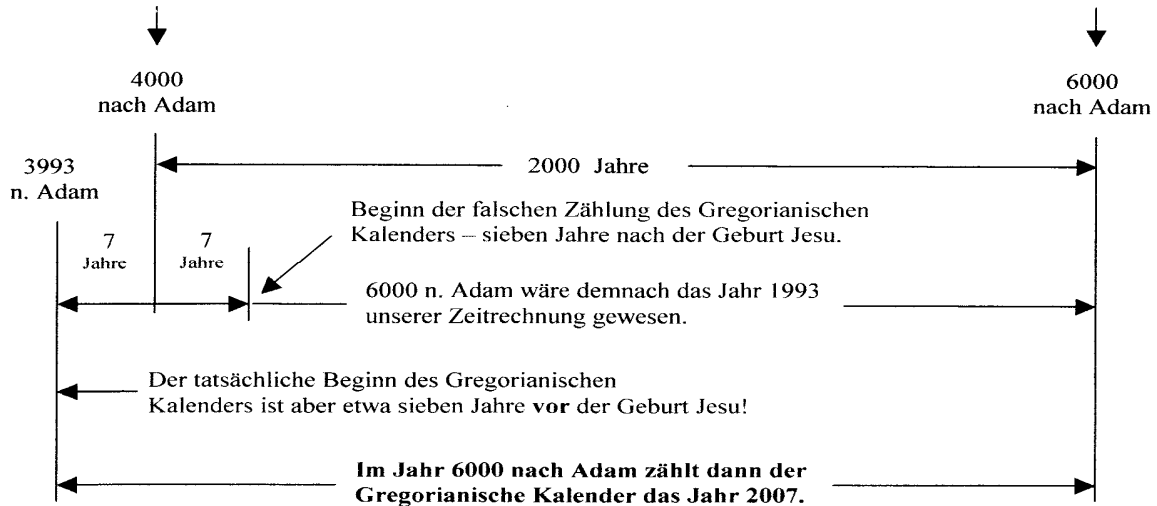 4000
nach Adam
6000
nach Adam
3993
n. Adam
2000 Jahre
Beginn der falschen Zählung des Gregorianischen
Kalenders – sieben Jahre nach der Geburt Jesu.
7
Jahre
7
Jahre
6000 n. Adam wäre demnach das Jahr 1993
unserer Zeitrechnung gewesen.
Der tatsächliche Beginn des Gregorianischen
Kalenders ist aber etwa sieben Jahre vor der Geburt Jesu!
Im Jahr 6000 nach Adam zählt dann der
Gregorianische Kalender das Jahr 2007.